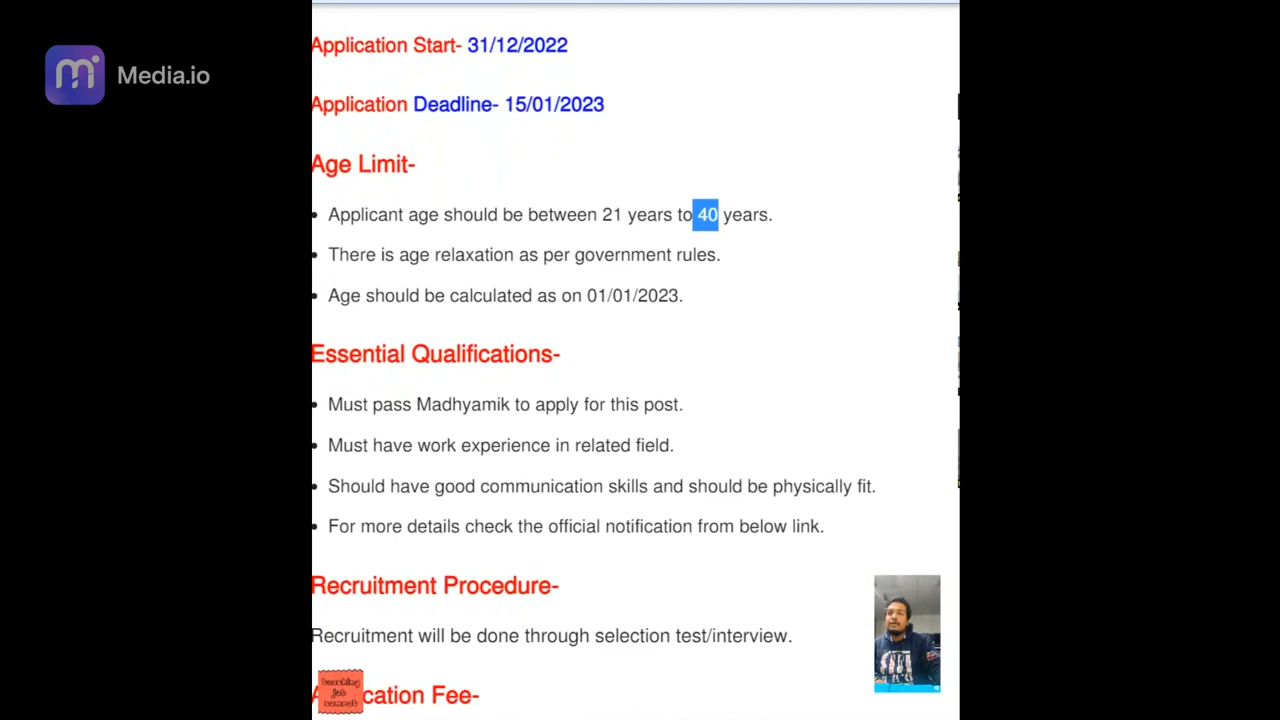 Media.io
Application Start- 31/12/2022
Application Deadline- 15/01/2023
Age Limit-
Applicant age should be between 21 years to 40 years.
There is age relaxation as per government rules.
Age should be calculated as on 01/01/2023.
Essential Qualifications-
Must pass Madhyamik to apply for this post.
Must have work experience in related field.
Should have good communication skills and should be physically fit.
For more details check the official notification from below link.
Recruitment Procedure-
Recruitment will be done through selection test/interview.
cation Fee-